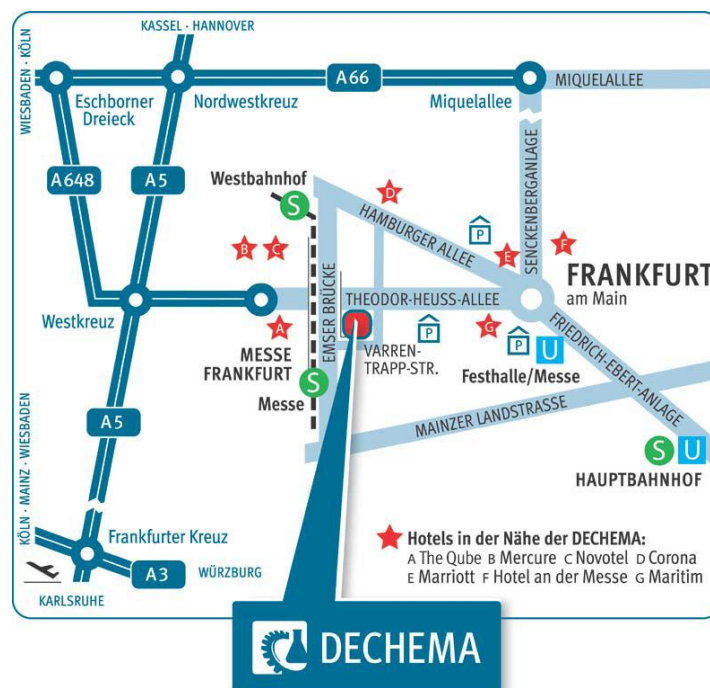 KASSEL · HANNOVER
WIESBADEN · KÖLN
A66
MIQUELALLEE
Eschborner
Dreieck
Nordwestkreuz
Miquelallee
A648
A5
Westbahnhof
S
D
HAMBURGER ALLEE
SENCKENBERGANLAGE
P
B
C
E
F
FRANKFURT
am Main
THEODOR-HEUSS-ALLEE
Westkreuz
A
EMSER BRÜCKE
P
G
P
U
FRIEDRICH-EBERT-ANLAGE
MESSE
FRANKFURT
VARREN-
TRAPP-STR.
Festhalle/Messe
S
Messe
MAINZER LANDSTRASSE
A5
S
U
HAUPTBAHNHOF
KÖLN · MAINZ · WIESBADEN
Frankfurter Kreuz
A3
WÜRZBURG
KARLSRUHE
Hotels in der Nähe der DECHEMA:
A The Qube B Mercure C Novotel D Corona
E Marriott F Hotel an der Messe G Maritim
DECHEMA